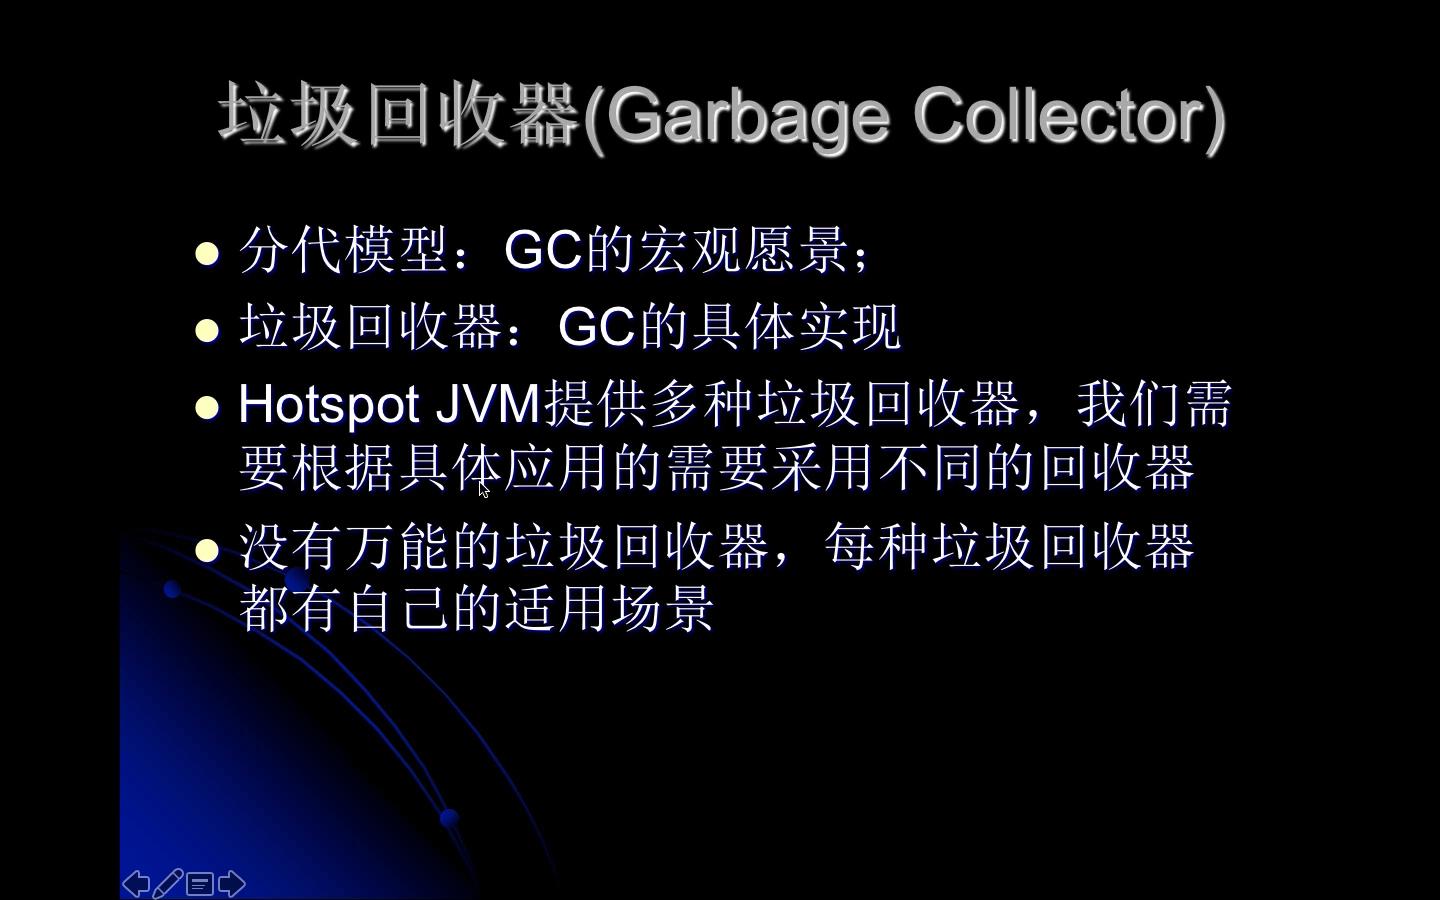 垃圾回收器(Garbage Collector)
分代模型：GC的宏观愿景；
垃圾回收器：GC的具体实现
Hotspot JVM提供多种垃圾回收器，我们需
要根据具体应用的需要采用不同的回收器
没有万能的垃圾回收器，每种垃圾回收器
都有自己的适用场景